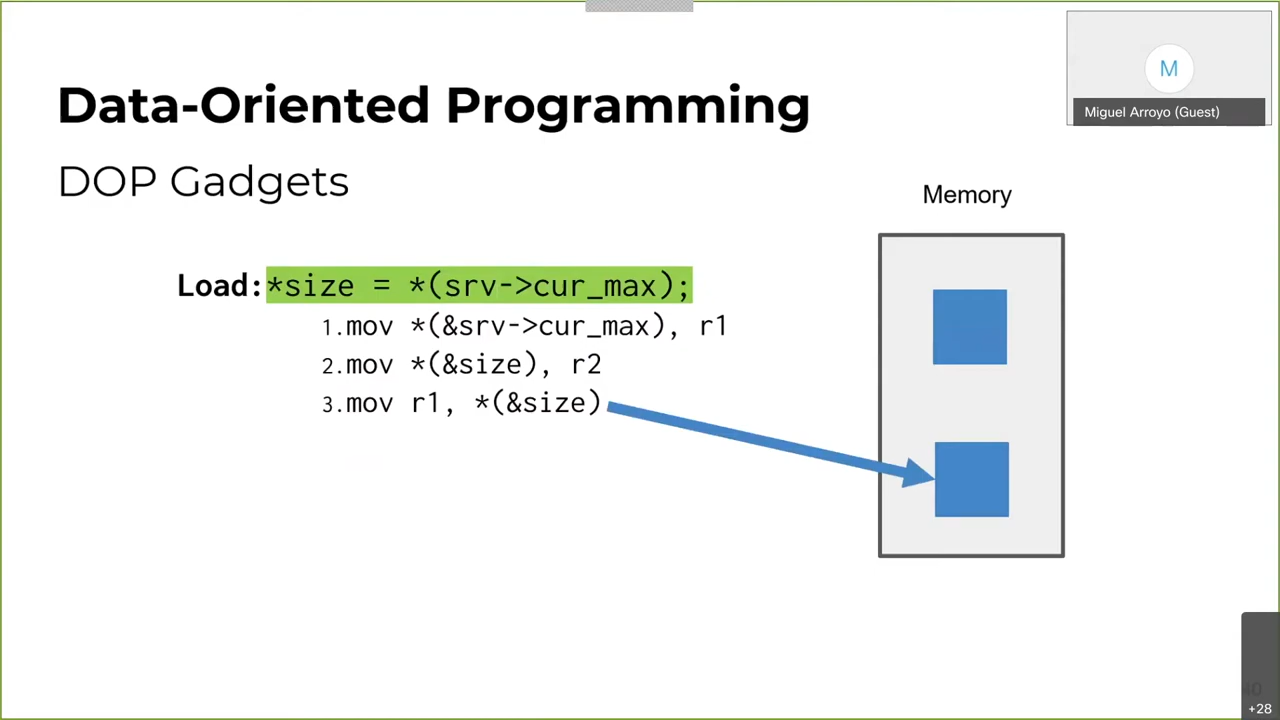 Data-Oriented Programming
M
Miguel Arroyo (Guest)
DOP Gadgets
Memory
Load:*size = *(srv->cur_max);
1.mov *(&srv->cur_max), r1
2.mov *(&size), r2
3.mov r1, *(&size)
40
+28